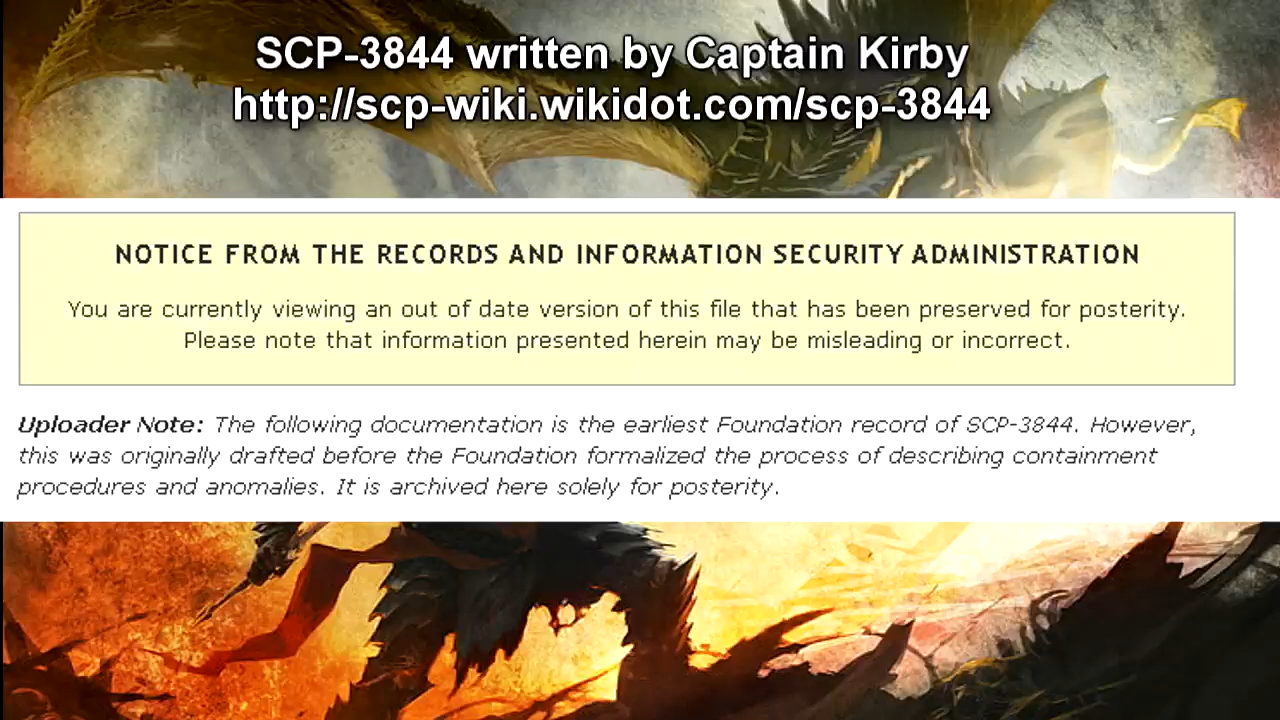 SCP-3844 written by Captain Kirby
http://scp-wiki.wikidot.com/scp-3844
NOTICE FROM THE RECORDS AND INFORMATION SECURITY ADMINISTRATION
You are currently viewing an out of date version of this file that has been preserved for posterity.
Please note that information presented herein may be misleading or incorrect.
Uploader Note: The following documentation is the earliest Foundation record of SCP-3844. However,
this was originally drafted before the Foundation formalized the process of describing containment
procedures and anomalies. It is archived here solely for posterity.